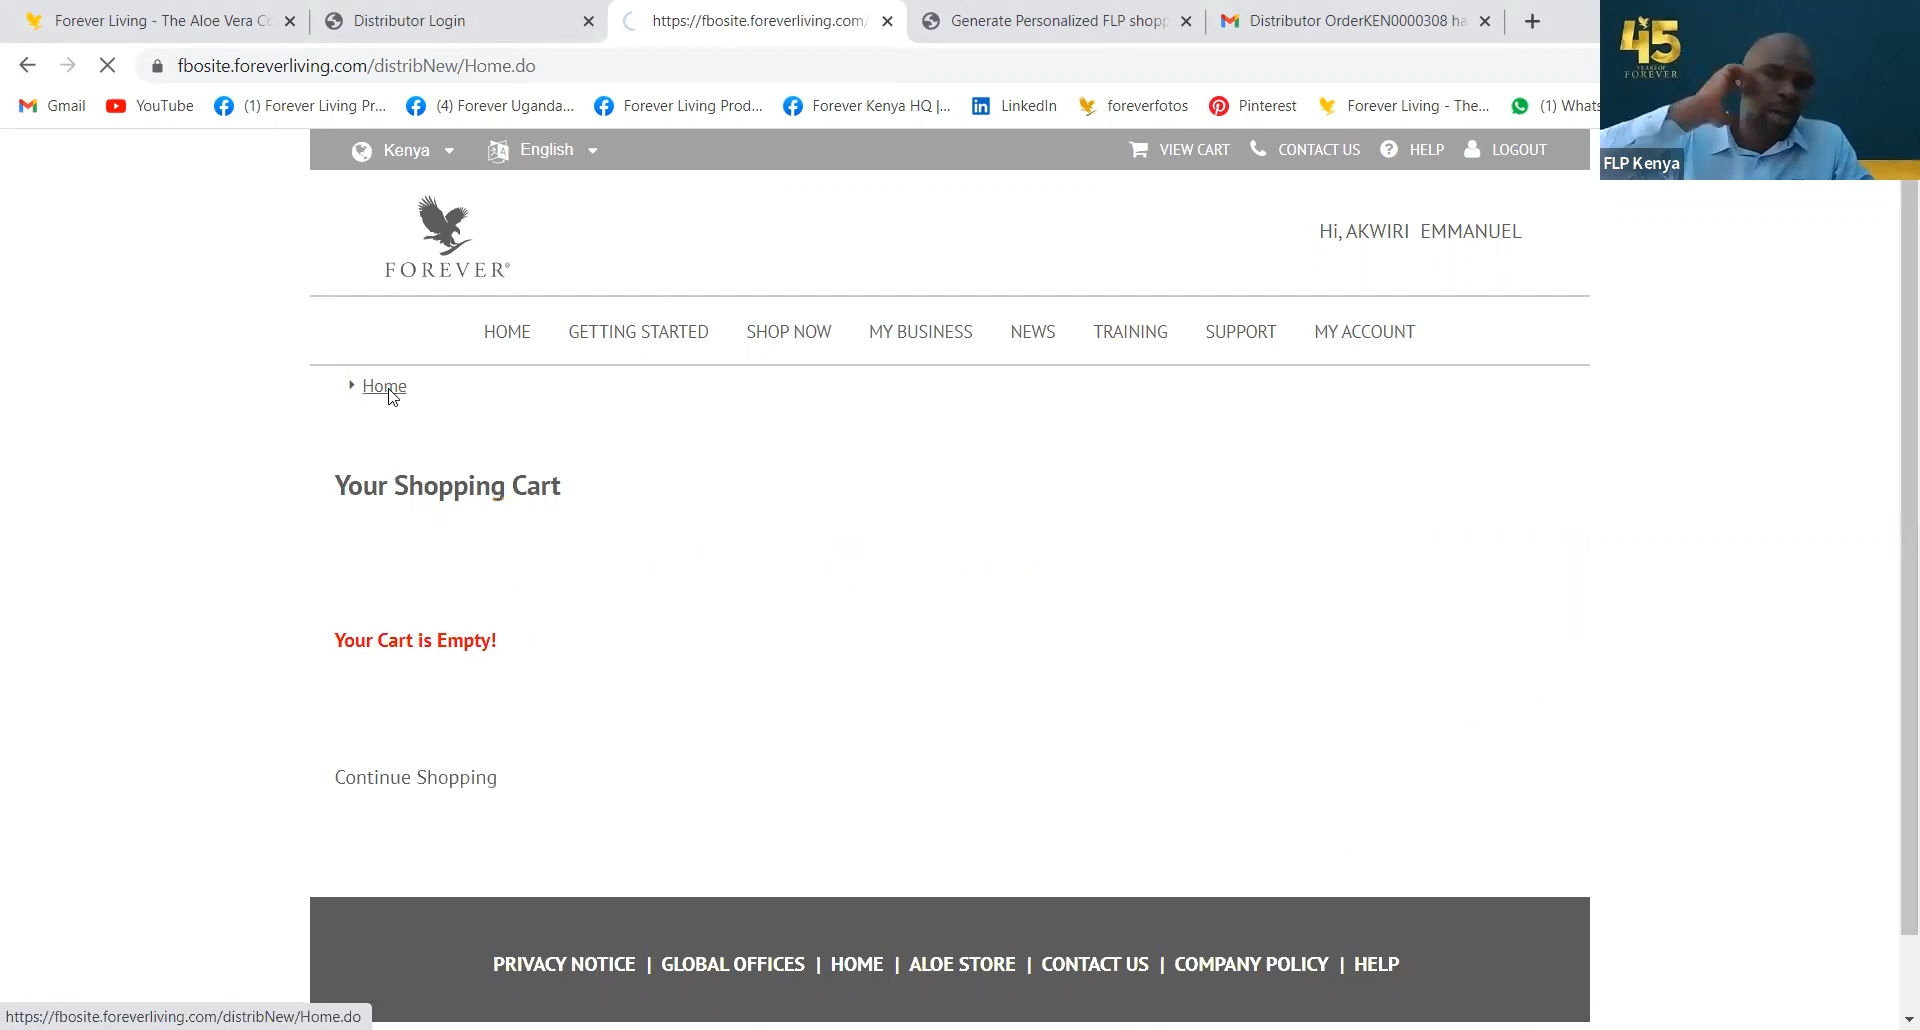 Forever Living - The Aloe Vera Co
Distributor Login
https://fbosite.foreverliving.com/
Generate Personalized FLP shopp
Distributor OrderKEN0000308 ha
fbosite.foreverliving.com/distribNew/Home.do
Gmail
YouTube
(1) Forever Living Pr...
(4) Forever Uganda...
Forever Living Prod...
Forever Kenya HQ |...
LinkedIn
foreverfotos
Pinterest
Forever Living - The...
(1) Whats
45
YEARS OF
FOREVER
FLP Kenya
Kenya
English
VIEW CART
CONTACT US
HELP
LOGOUT
FOREVER®
Hi, AKWIRI EMMANUEL
HOME
GETTING STARTED
SHOP NOW
MY BUSINESS
NEWS
TRAINING
SUPPORT
MY ACCOUNT
Home
Your Shopping Cart
Your Cart is Empty!
Continue Shopping
PRIVACY NOTICE | GLOBAL OFFICES | HOME | ALOE STORE | CONTACT US | COMPANY POLICY | HELP
https://fbosite.foreverliving.com/distribNew/Home.do